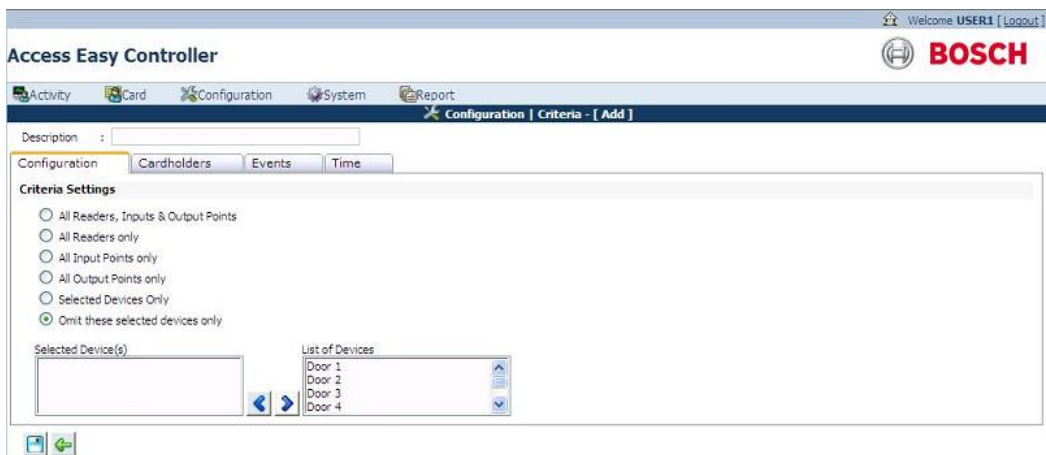 Welcome USER1 [ Logout ]
Access Easy Controller
BOSCH
Activity Card Configuration System Report
Configuration | Criteria - [ Add ]
Description :
Configuration Cardholders Events Time
Criteria Settings
All Readers, Inputs & Output Points
All Readers only
All Input Points only
All Output Points only
Selected Devices Only
Omit these selected devices only
Selected Device(s) List of Devices
Door 1
Door 2
Door 3
Door 4